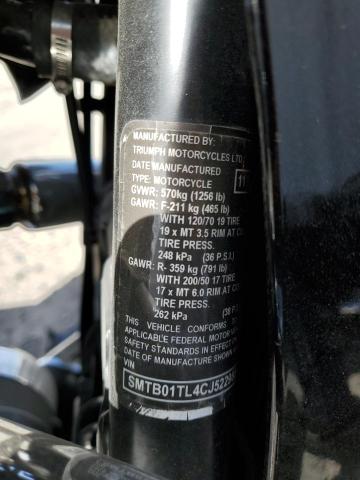 MANUFACTURED BY:
TRIUMPH MOTORCYCLES LTD
DATE MANUFACTURED
TYPE: MOTORCYCLE 11
GVWR: 570kg (1256 lb)
GAWR: F-211 kg (465 lb)
WITH 120/70 19 TIRE
19 x MT 3.5 RIM AT
TIRE PRESS.
248 kPa (36 P.S.I.)
GAWR: R- 359 kg (791 lb)
WITH 200/50 17 TIRE
17 x MT 6.0 RIM AT
TIRE PRESS.
262 kPa (38
THIS VEHICLE CONFORMS
APPLICABLE FEDERAL MOTOR
SAFETY STANDARDS IN EFFECT
DATE OF MANUFACTURE SHOWN
VIN
SMTB01TL4CJ522